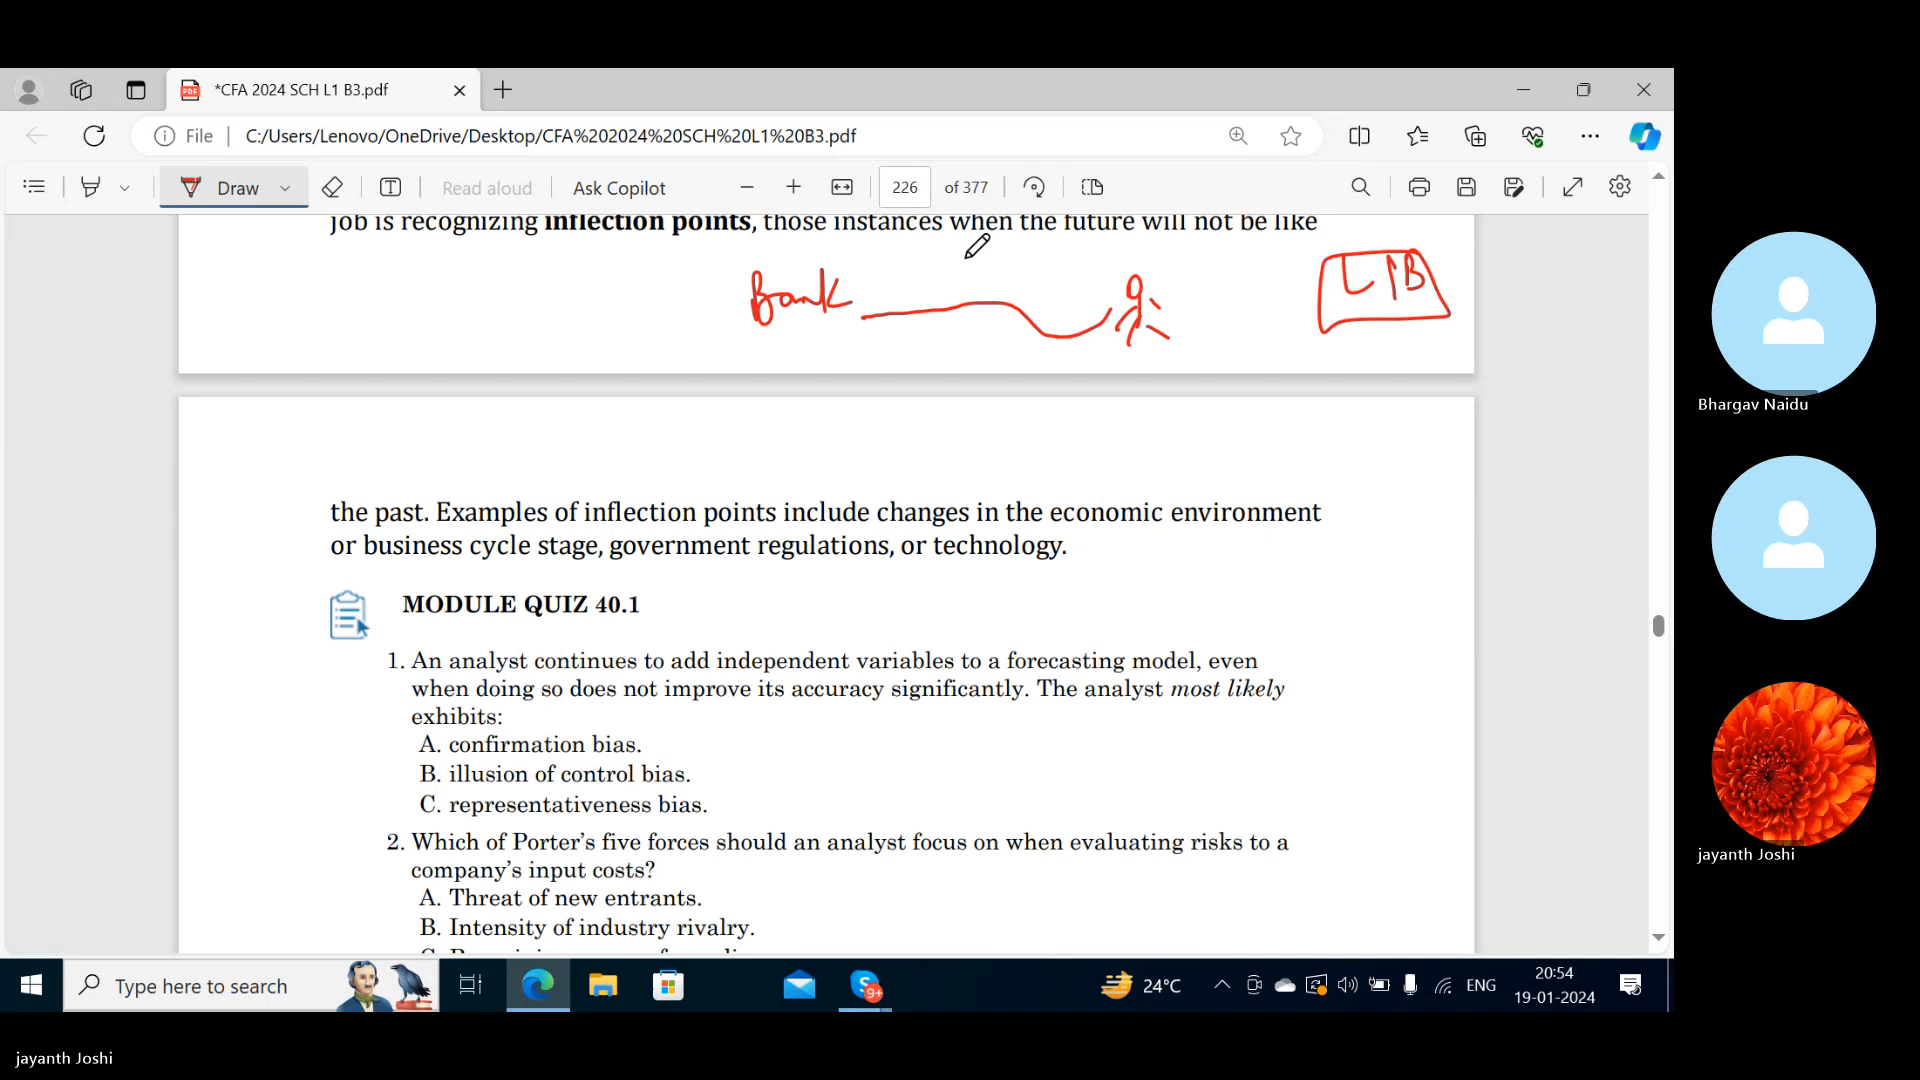 *CFA 2024 SCH L1 B3.pdf
File
C:/Users/Lenovo/OneDrive/Desktop/CFA%202024%20SCH%20L1%20B3.pdf
Draw
Read aloud
Ask Copilot
226 of 377
job is recognizing inflection points, those instances when the future will not be like
Bank
the past. Examples of inflection points include changes in the economic environment
or business cycle stage, government regulations, or technology.
MODULE QUIZ 40.1
1. An analyst continues to add independent variables to a forecasting model, even
when doing so does not improve its accuracy significantly. The analyst most likely
exhibits:
A. confirmation bias.
B. illusion of control bias.
C. representativeness bias.
2. Which of Porter's five forces should an analyst focus on when evaluating risks to a
company's input costs?
A. Threat of new entrants.
B. Intensity of industry rivalry.
Type here to search
9+
24°C
ENG
20:54
19-01-2024
Bhargav Naidu
jayanth Joshi
jayanth Joshi